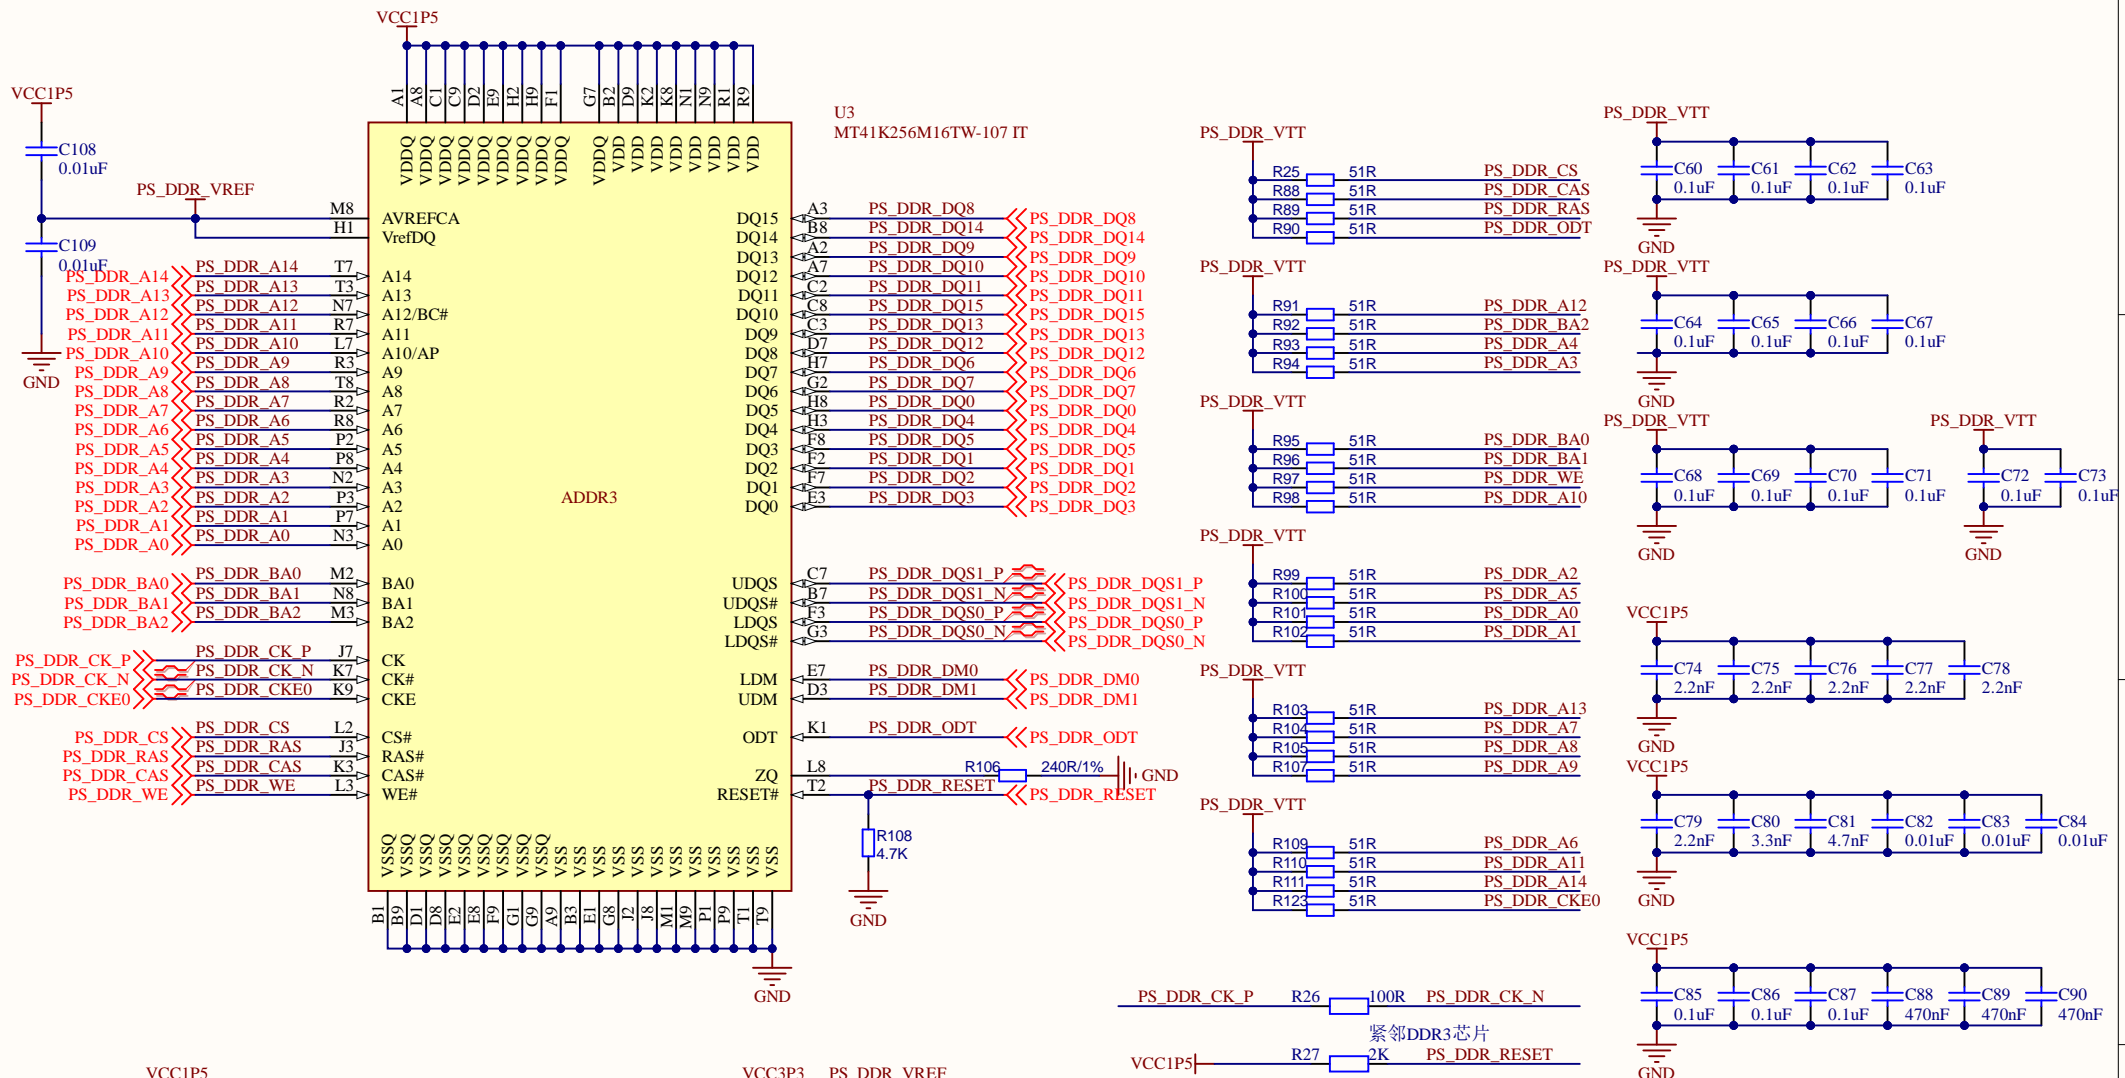 VCC1P5
A1 A8 C1 C9 D2 E9 H2 H9 F1 G7 B2 D9 K2 K8 N1 N9 R1 R9
VDDQ VDDQ VDDQ VDDQ VDDQ VDDQ VDDQ VDDQ VDDQ VDDQ VDD VDD VDD VDD VDD VDD VDD VDD
U3
MT41K256M16TW-107 IT
VCC1P5
C108
0.01uF
PS_DDR_VREF
C109
0.01uF
GND
M8 AVREFCA
H1 VrefDQ
PS_DDR_A14 PS_DDR_A14 T7 A14
PS_DDR_A13 PS_DDR_A13 T3 A13
PS_DDR_A12 PS_DDR_A12 N7 A12/BC#
PS_DDR_A11 PS_DDR_A11 R7 A11
PS_DDR_A10 PS_DDR_A10 L7 A10/AP
PS_DDR_A9 PS_DDR_A9 R3 A9
PS_DDR_A8 PS_DDR_A8 T8 A8
PS_DDR_A7 PS_DDR_A7 R2 A7
PS_DDR_A6 PS_DDR_A6 R8 A6
PS_DDR_A5 PS_DDR_A5 P2 A5
PS_DDR_A4 PS_DDR_A4 P8 A4
PS_DDR_A3 PS_DDR_A3 N2 A3
PS_DDR_A2 PS_DDR_A2 P3 A2
PS_DDR_A1 PS_DDR_A1 P7 A1
PS_DDR_A0 PS_DDR_A0 N3 A0
PS_DDR_BA0 PS_DDR_BA0 M2 BA0
PS_DDR_BA1 PS_DDR_BA1 N8 BA1
PS_DDR_BA2 PS_DDR_BA2 M3 BA2
PS_DDR_CK_P PS_DDR_CK_P J7 CK
PS_DDR_CK_N PS_DDR_CK_N K7 CK#
PS_DDR_CKE0 PS_DDR_CKE0 K9 CKE
PS_DDR_CS PS_DDR_CS L2 CS#
PS_DDR_RAS PS_DDR_RAS J3 RAS#
PS_DDR_CAS PS_DDR_CAS K3 CAS#
PS_DDR_WE PS_DDR_WE L3 WE#
ADDR3
DQ15 A3 PS_DDR_DQ8 PS_DDR_DQ8
DQ14 B8 PS_DDR_DQ14 PS_DDR_DQ14
DQ13 A2 PS_DDR_DQ9 PS_DDR_DQ9
DQ12 A7 PS_DDR_DQ10 PS_DDR_DQ10
DQ11 C2 PS_DDR_DQ11 PS_DDR_DQ11
DQ10 C8 PS_DDR_DQ15 PS_DDR_DQ15
DQ9 C3 PS_DDR_DQ13 PS_DDR_DQ13
DQ8 D7 PS_DDR_DQ12 PS_DDR_DQ12
DQ7 H7 PS_DDR_DQ6 PS_DDR_DQ6
DQ6 G2 PS_DDR_DQ7 PS_DDR_DQ7
DQ5 H8 PS_DDR_DQ0 PS_DDR_DQ0
DQ4 H3 PS_DDR_DQ4 PS_DDR_DQ4
DQ3 F8 PS_DDR_DQ5 PS_DDR_DQ5
DQ2 F2 PS_DDR_DQ1 PS_DDR_DQ1
DQ1 F7 PS_DDR_DQ2 PS_DDR_DQ2
DQ0 E3 PS_DDR_DQ3 PS_DDR_DQ3
UDQS C7 PS_DDR_DQS1_P PS_DDR_DQS1_P
UDQS# B7 PS_DDR_DQS1_N PS_DDR_DQS1_N
LDQS F3 PS_DDR_DQS0_P PS_DDR_DQS0_P
LDQS# G3 PS_DDR_DQS0_N PS_DDR_DQS0_N
LDM E7 PS_DDR_DM0 PS_DDR_DM0
UDM D3 PS_DDR_DM1 PS_DDR_DM1
ODT K1 PS_DDR_ODT PS_DDR_ODT
ZQ L8 R106 240R/1% GND
RESET# T2 PS_DDR_RESET PS_DDR_RESET
R108
4.7K
GND
VSSQ VSSQ VSSQ VSSQ VSSQ VSSQ VSSQ VSSQ VSSQ VSS VSS VSS VSS VSS VSS VSS VSS VSS VSS VSS VSS
B1 B9 D1 D8 E2 E8 F9 G1 G9 A9 B3 E1 G8 J2 J8 M1 M9 P1 P9 T1 T9
GND
PS_DDR_VTT
R25 51R PS_DDR_CS
R88 51R PS_DDR_CAS
R89 51R PS_DDR_RAS
R90 51R PS_DDR_ODT
PS_DDR_VTT
R91 51R PS_DDR_A12
R92 51R PS_DDR_BA2
R93 51R PS_DDR_A4
R94 51R PS_DDR_A3
PS_DDR_VTT
R95 51R PS_DDR_BA0
R96 51R PS_DDR_BA1
R97 51R PS_DDR_WE
R98 51R PS_DDR_A10
PS_DDR_VTT
R99 51R PS_DDR_A2
R100 51R PS_DDR_A5
R101 51R PS_DDR_A0
R102 51R PS_DDR_A1
PS_DDR_VTT
R103 51R PS_DDR_A13
R104 51R PS_DDR_A7
R105 51R PS_DDR_A8
R107 51R PS_DDR_A9
PS_DDR_VTT
R109 51R PS_DDR_A6
R110 51R PS_DDR_A11
R111 51R PS_DDR_A14
R123 51R PS_DDR_CKE0
PS_DDR_CK_P R26 100R PS_DDR_CK_N
紧邻DDR3芯片
VCC1P5 R27 2K PS_DDR_RESET
PS_DDR_VTT
C60 C61 C62 C63
0.1uF 0.1uF 0.1uF 0.1uF
GND
PS_DDR_VTT
C64 C65 C66 C67
0.1uF 0.1uF 0.1uF 0.1uF
GND
PS_DDR_VTT PS_DDR_VTT
C68 C69 C70 C71 C72 C73
0.1uF 0.1uF 0.1uF 0.1uF 0.1uF 0.1uF
GND GND
VCC1P5
C74 C75 C76 C77 C78
2.2nF 2.2nF 2.2nF 2.2nF 2.2nF
GND
VCC1P5
C79 C80 C81 C82 C83 C84
2.2nF 3.3nF 4.7nF 0.01uF 0.01uF 0.01uF
GND
VCC1P5
C85 C86 C87 C88 C89 C90
0.1uF 0.1uF 0.1uF 470nF 470nF 470nF
GND
VCC1P5 VCC3P3 PS_DDR_VREF